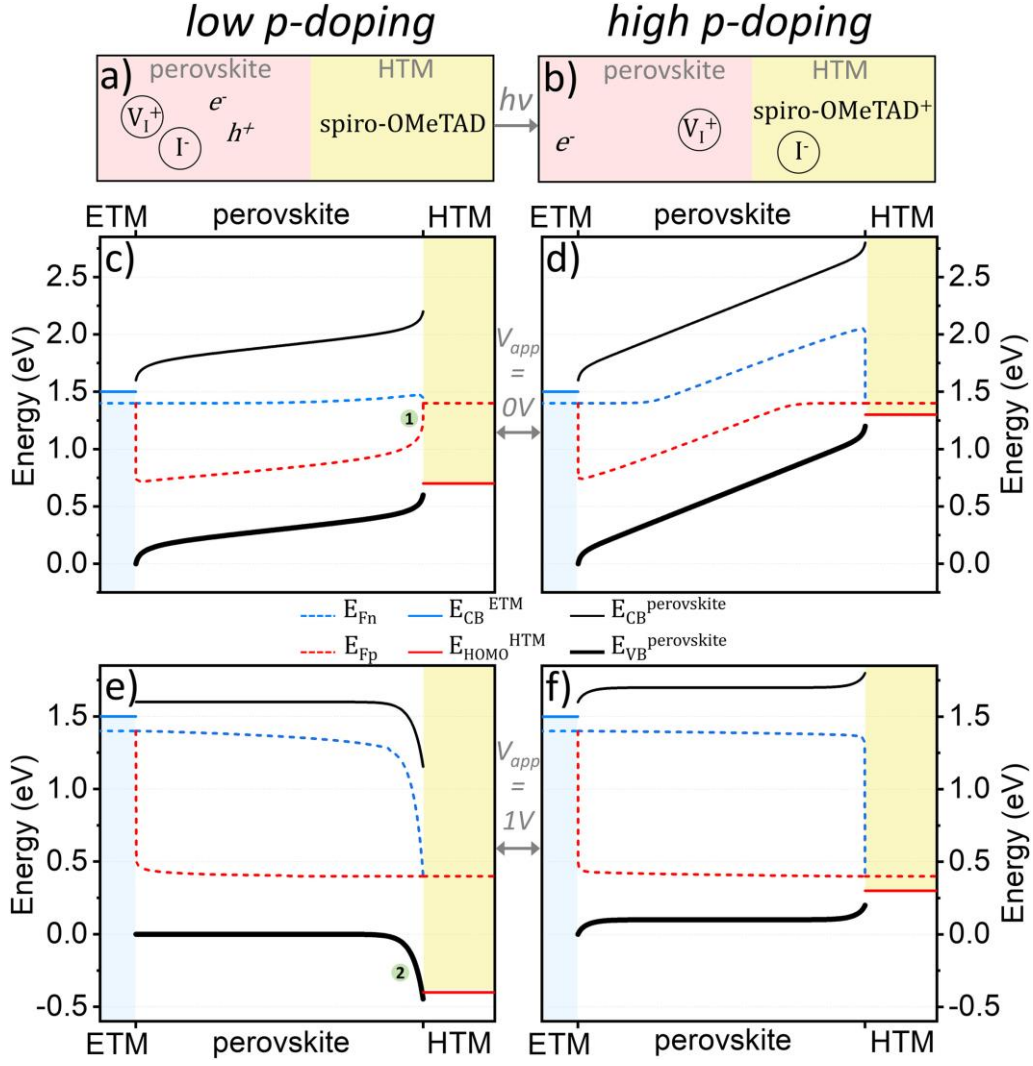 low p-doping high p-doping
a) perovskite HTM
V_I^+ e^-
I^- h^+
spiro-OMeTAD
hν
b) perovskite HTM
spiro-OMeTAD^+
e^- V_I^+ I^-
ETM perovskite HTM
ETM perovskite HTM
c)
Energy (eV)
2.5
2.0
1.5
1.0
0.5
0.0
1
V_app
=
0V
d)
2.5
2.0
1.5
1.0
0.5
0.0
Energy (eV)
E_Fn E_CB^ETM E_CB^perovskite
E_Fp E_HOMO^HTM E_VB^perovskite
e)
Energy (eV)
1.5
1.0
0.5
0.0
-0.5
2
V_app
=
1V
f)
1.5
1.0
0.5
0.0
-0.5
Energy (eV)
ETM perovskite HTM
ETM perovskite HTM